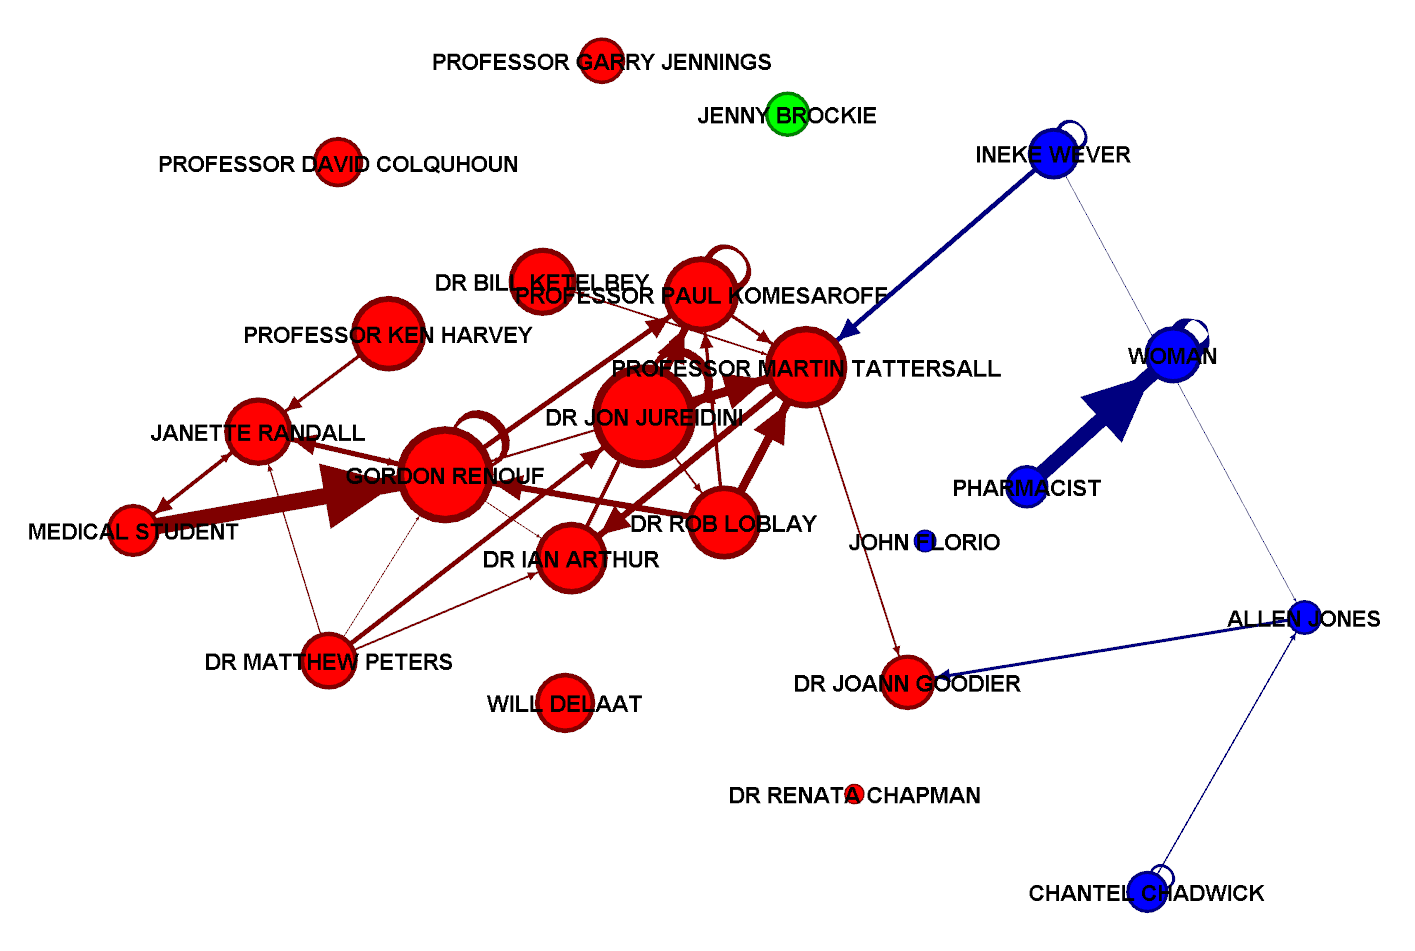 PROFESSOR GARRY JENNINGS
JENNY BROCKIE
PROFESSOR DAVID COLQUHOUN
INEKE WEVER
DR BILL KETELBEY
PROFESSOR PAUL KOMESAROFF
PROFESSOR KEN HARVEY
WOMAN
PROFESSOR MARTIN TATTERSALL
DR JON JUREIDINI
JANETTE RANDALL
GORDON RENOUF
PHARMACIST
DR ROB LOBLAY
MEDICAL STUDENT
JOHN FLORIO
DR IAN ARTHUR
ALLEN JONES
DR MATTHEW PETERS
DR JOANN GOODIER
WILL DELAAT
DR RENATA CHAPMAN
CHANTEL CHADWICK